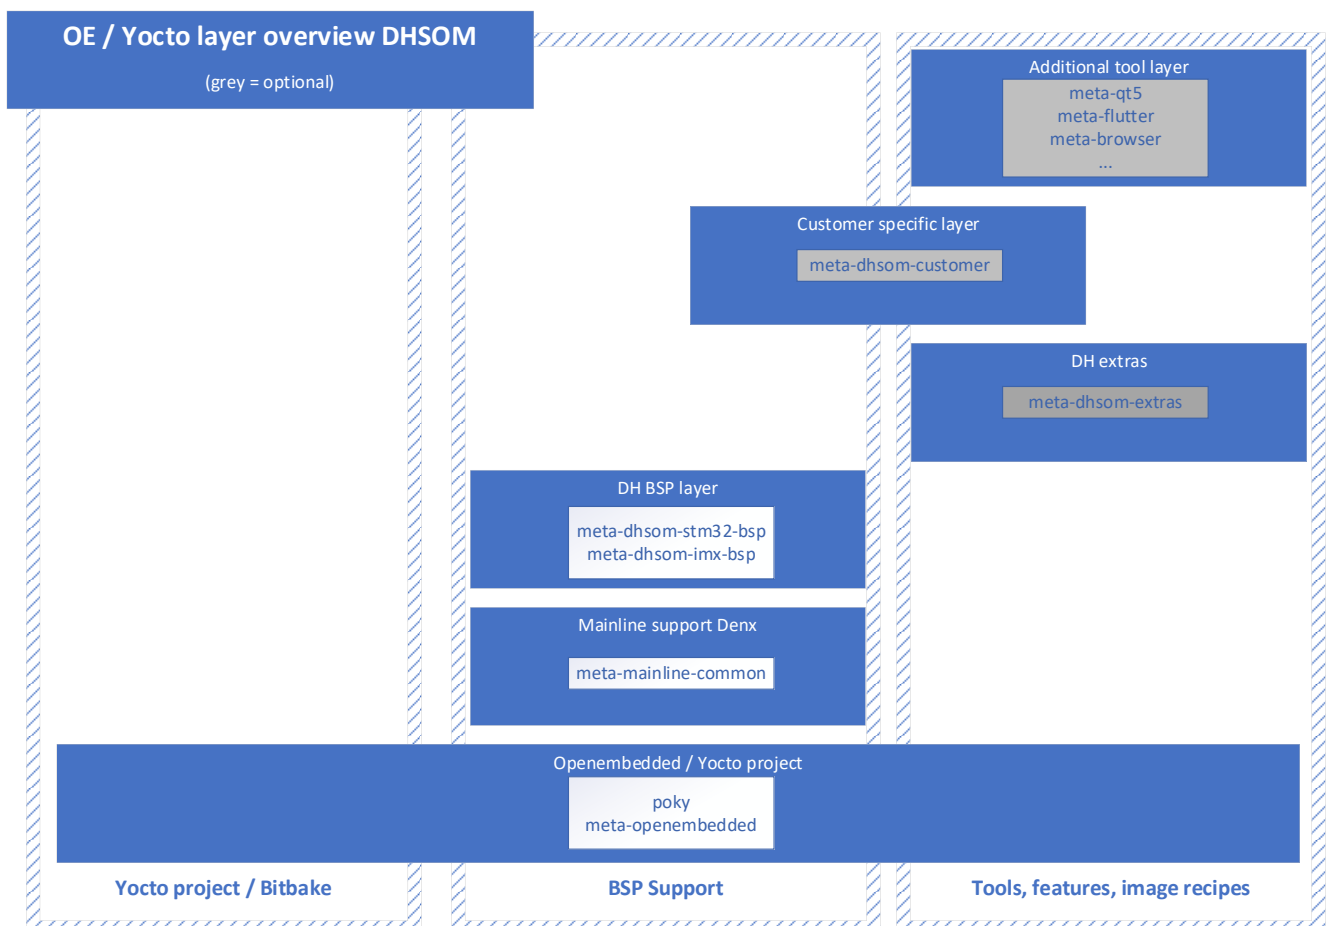 OE / Yocto layer overview DHSOM
(grey = optional)
Additional tool layer
meta-qt5
meta-flutter
meta-browser
...
Customer specific layer
meta-dhsom-customer
DH extras
meta-dhsom-extras
DH BSP layer
meta-dhsom-stm32-bsp
meta-dhsom-imx-bsp
Mainline support Denx
meta-mainline-common
Openembedded / Yocto project
poky
meta-openembedded
Yocto project / Bitbake
BSP Support
Tools, features, image recipes